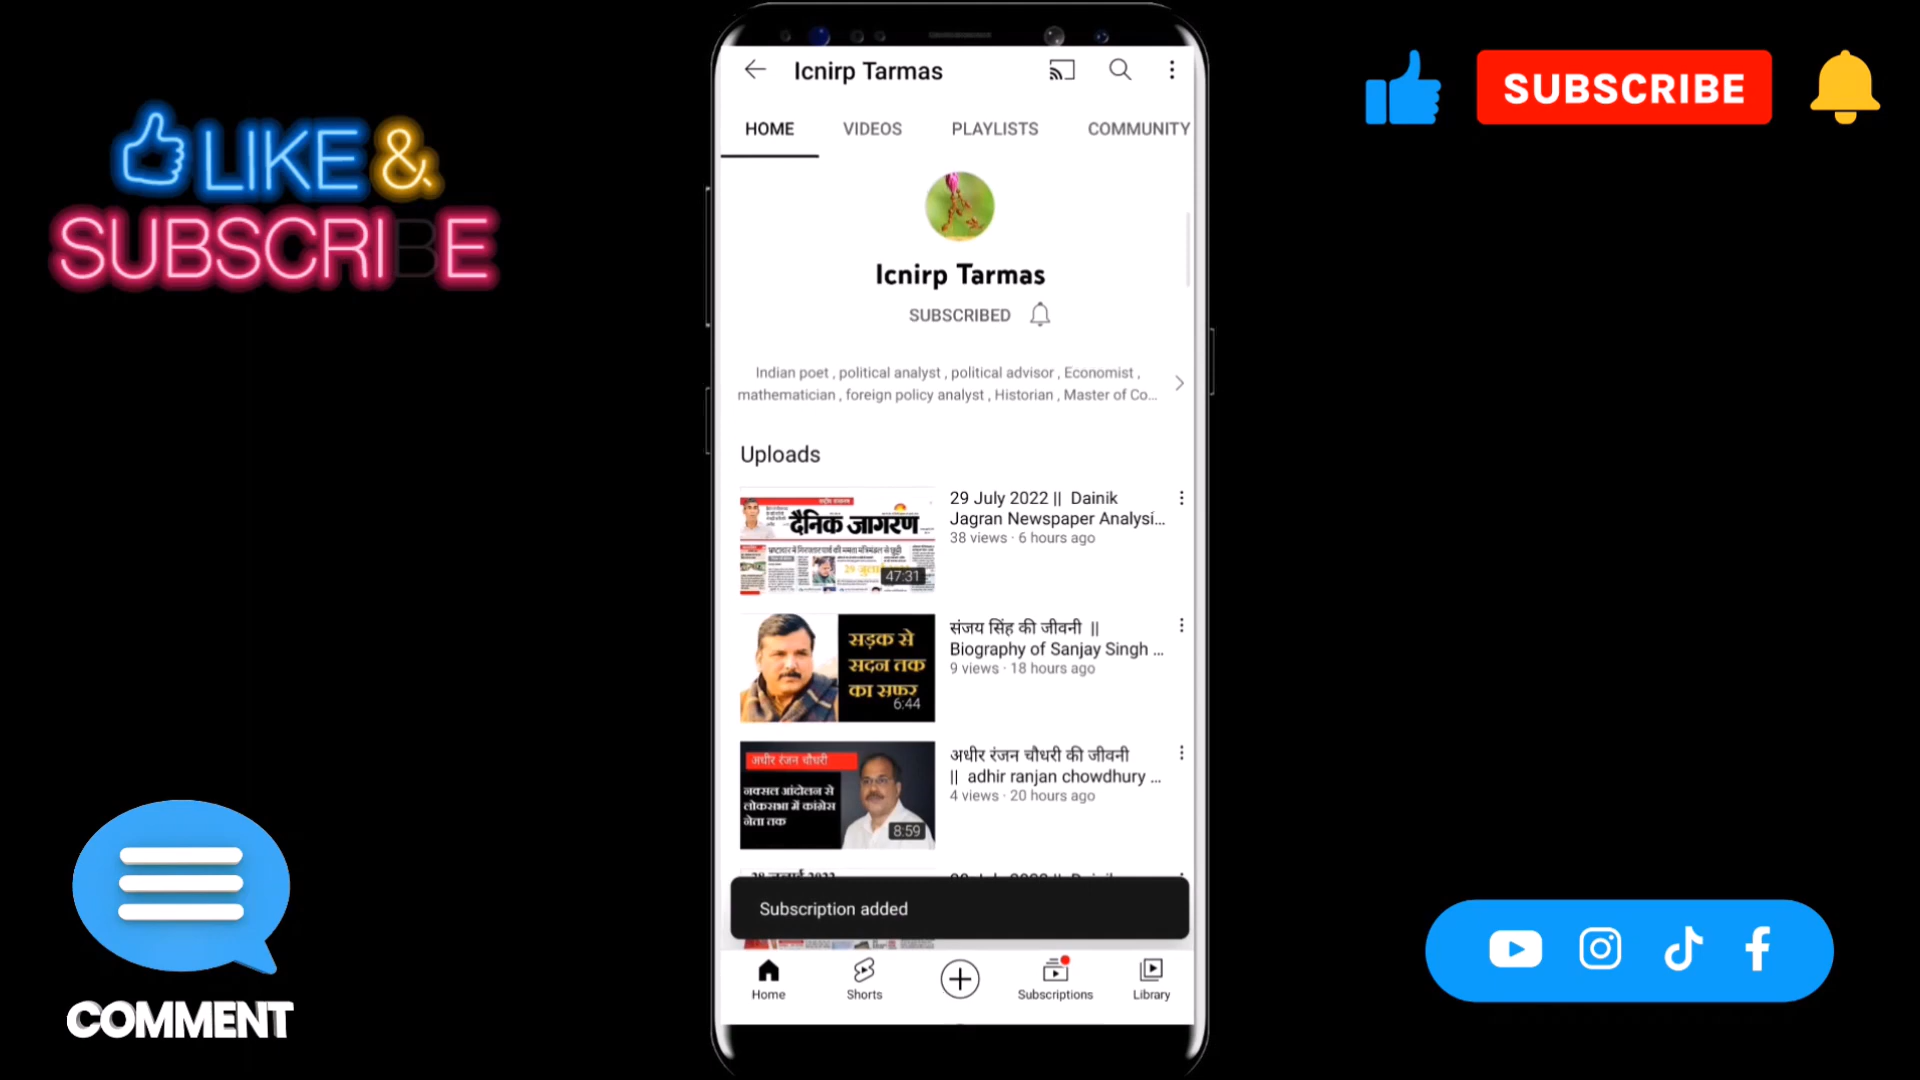 LIKE &
SUBSCRIBE
SUBSCRIBE
Icnirp Tarmas
HOME VIDEOS PLAYLISTS COMMUNITY
Icnirp Tarmas
SUBSCRIBED
Indian poet , political analyst , political advisor , Economist ,
mathematician , foreign policy analyst , Historian , Master of Co...
Uploads
दैनिक जागरण
47:31
29 July 2022 || Dainik
Jagran Newspaper Analysi...
38 views · 6 hours ago
सड़क से
सदन तक
का सफर
6:44
संजय सिंह की जीवनी ||
Biography of Sanjay Singh ...
9 views · 18 hours ago
अधीर रंजन चौधरी
नक्सल आंदोलन से
लोकसभा में कांग्रेस
नेता तक
8:59
अधीर रंजन चौधरी की जीवनी
|| adhir ranjan chowdhury ...
4 views · 20 hours ago
Subscription added
Home Shorts Subscriptions Library
COMMENT